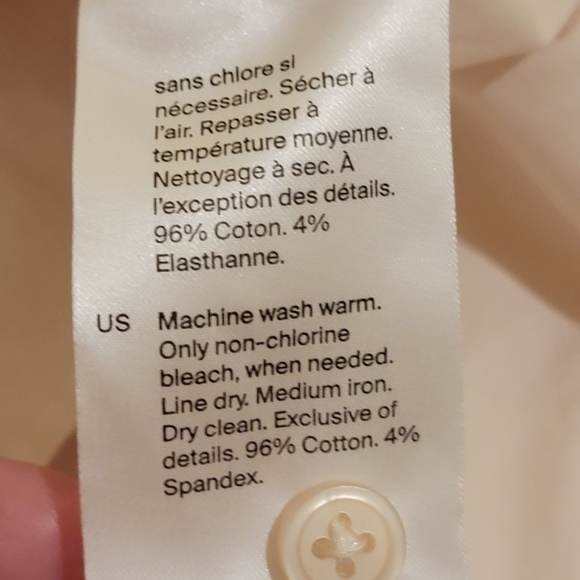 sans chlore si
nécessaire. Sécher à
l'air. Repasser à
température moyenne.
Nettoyage à sec. À
l'exception des détails.
96% Coton. 4%
Elasthanne.
US Machine wash warm.
Only non-chlorine
bleach, when needed.
Line dry. Medium iron.
Dry clean. Exclusive of
details. 96% Cotton. 4%
Spandex.